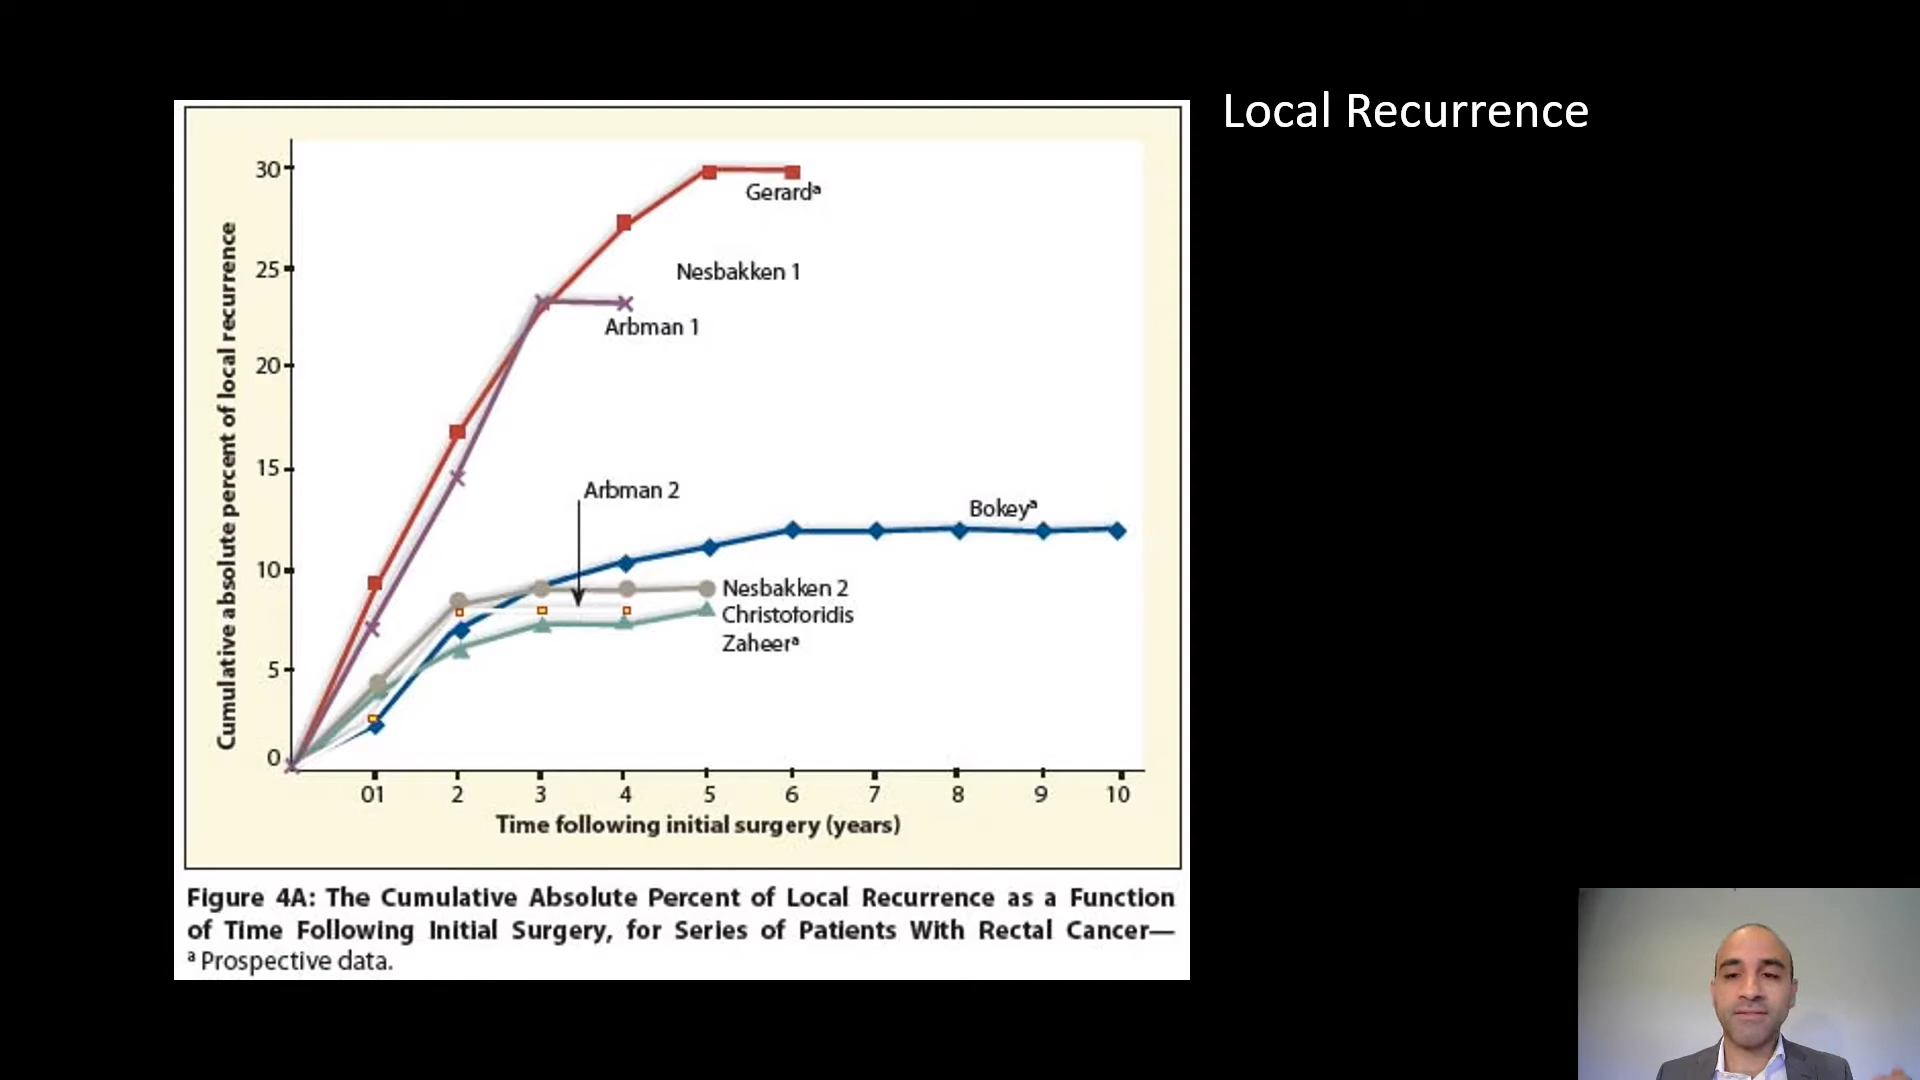 Local Recurrence
30
Gerardª
Nesbakken 1
25
Arbman 1
20
15
Arbman 2
Bokeyª
10
Nesbakken 2
Christoforidis
Zaheerª
5
0
01 2 3 4 5 6 7 8 9 10
Cumulative absolute percent of local recurrence
Time following initial surgery (years)
Figure 4A: The Cumulative Absolute Percent of Local Recurrence as a Function
of Time Following Initial Surgery, for Series of Patients With Rectal Cancer—
ª Prospective data.